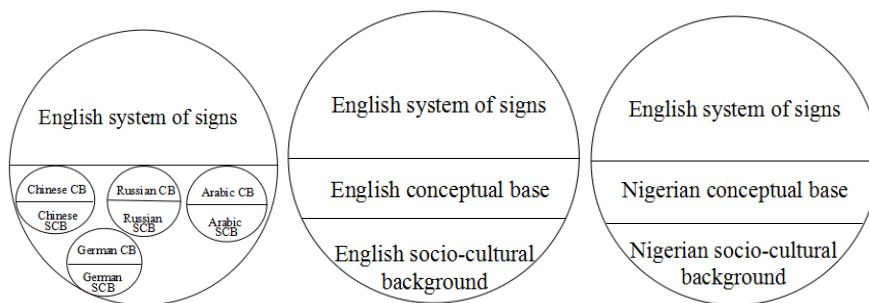 English system of signs
Chinese CB
Chinese
SCB
Russian CB
Russian
SCB
Arabic CB
Arabic
SCB
German CB
German
SCB
English system of signs
English conceptual base
English socio-cultural
background
English system of signs
Nigerian conceptual base
Nigerian socio-cultural
background